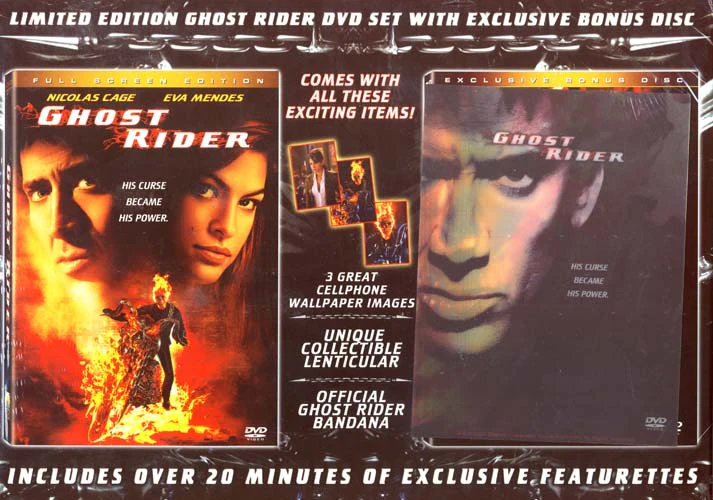 LIMITED EDITION GHOST RIDER DVD SET WITH EXCLUSIVE BONUS DISC
FULL SCREEN EDITION
NICOLAS CAGE EVA MENDES
GHOST
RIDER
HIS CURSE
BECAME
HIS POWER.
DVD
VIDEO
GHOST RIDER
COMES WITH
ALL THESE
EXCITING ITEMS!
3 GREAT
CELLPHONE
WALLPAPER IMAGES
UNIQUE
COLLECTIBLE
LENTICULAR
OFFICIAL
GHOST RIDER
BANDANA
EXCLUSIVE BONUS DISC
GHOST
RIDER
HIS CURSE
BECAME
HIS POWER.
DVD
VIDEO
INCLUDES OVER 20 MINUTES OF EXCLUSIVE FEATURETTES